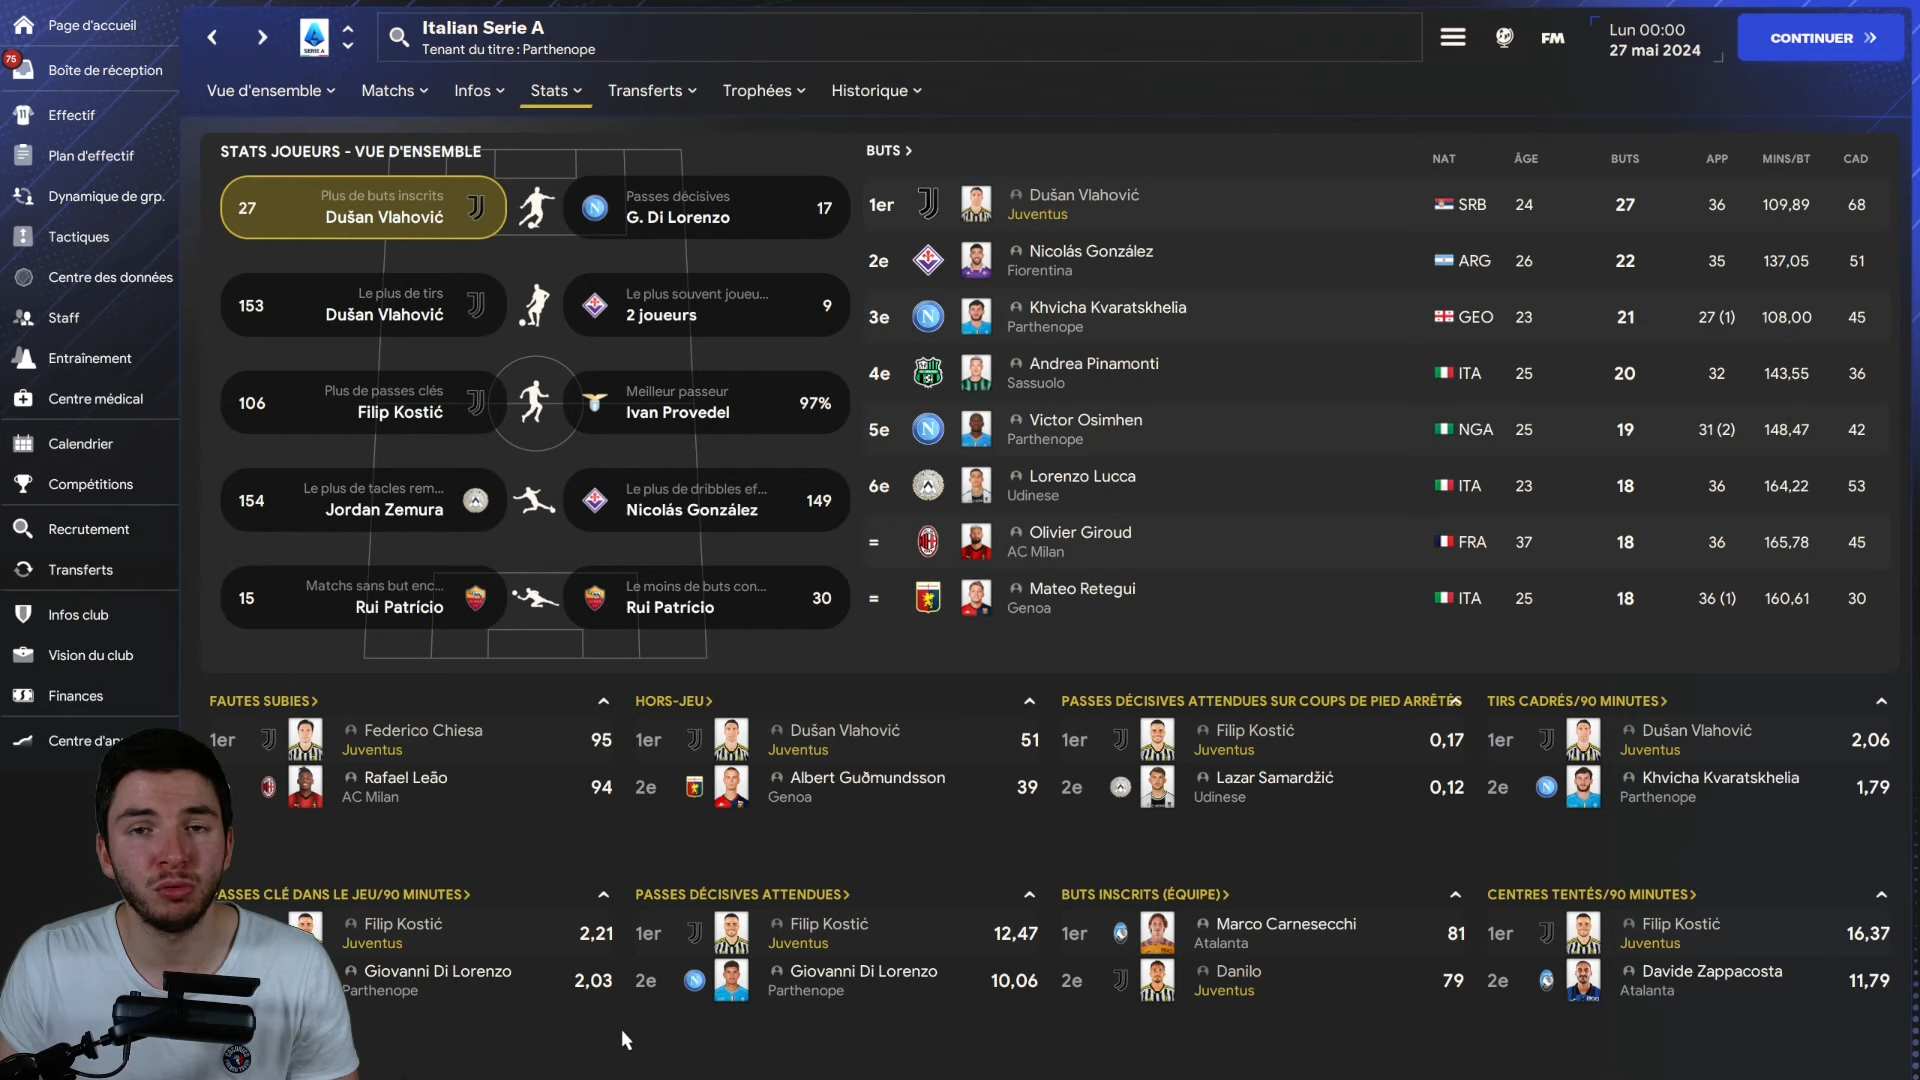 Page d'accueil
75
Boîte de réception
Effectif
Plan d'effectif
Dynamique de grp.
Tactiques
Centre des données
Staff
Entraînement
Centre médical
Calendrier
Compétitions
Recrutement
Transferts
Infos club
Vision du club
Finances
Centre d'ap
SERIE A
Italian Serie A
Tenant du titre : Parthenope
FM
Lun 00:00
27 mai 2024
CONTINUER
Vue d'ensemble
Matchs
Infos
Stats
Transferts
Trophées
Historique
STATS JOUEURS - VUE D'ENSEMBLE
27 Plus de buts inscrits
Dušan Vlahović
Passes décisives
G. Di Lorenzo 17
153 Le plus de tirs
Dušan Vlahović
Le plus souvent joueu...
2 joueurs 9
106 Plus de passes clés
Filip Kostić
Meilleur passeur
Ivan Provedel 97%
154 Le plus de tacles rem...
Jordan Zemura
Le plus de dribbles ef...
Nicolás González 149
15 Matchs sans but enc...
Rui Patrício
Le moins de buts con...
Rui Patrício 30
BUTS NAT ÂGE BUTS APP MINS/BT CAD
1er Dušan Vlahović SRB 24 27 36 109,89 68
Juventus
2e Nicolás González ARG 26 22 35 137,05 51
Fiorentina
3e Khvicha Kvaratskhelia GEO 23 21 27 (1) 108,00 45
Parthenope
4e Andrea Pinamonti ITA 25 20 32 143,55 36
Sassuolo
5e Victor Osimhen NGA 25 19 31 (2) 148,47 42
Parthenope
6e Lorenzo Lucca ITA 23 18 36 164,22 53
Udinese
= Olivier Giroud FRA 37 18 36 165,78 45
AC Milan
= Mateo Retegui ITA 25 18 36 (1) 160,61 30
Genoa
FAUTES SUBIES
1er Federico Chiesa 95
Juventus
Rafael Leão 94
AC Milan
HORS-JEU
1er Dušan Vlahović 51
Juventus
2e Albert Guðmundsson 39
Genoa
PASSES DÉCISIVES ATTENDUES SUR COUPS DE PIED ARRÊTÉS
1er Filip Kostić 0,17
Juventus
2e Lazar Samardžić 0,12
Udinese
TIRS CADRÉS/90 MINUTES
1er Dušan Vlahović 2,06
Juventus
2e Khvicha Kvaratskhelia 1,79
Parthenope
ASSES CLÉ DANS LE JEU/90 MINUTES
Filip Kostić 2,21
Juventus
Giovanni Di Lorenzo 2,03
Parthenope
PASSES DÉCISIVES ATTENDUES
1er Filip Kostić 12,47
Juventus
2e Giovanni Di Lorenzo 10,06
Parthenope
BUTS INSCRITS (ÉQUIPE)
1er Marco Carnesecchi 81
Atalanta
2e Danilo 79
Juventus
CENTRES TENTÉS/90 MINUTES
1er Filip Kostić 16,37
Juventus
2e Davide Zappacosta 11,79
Atalanta